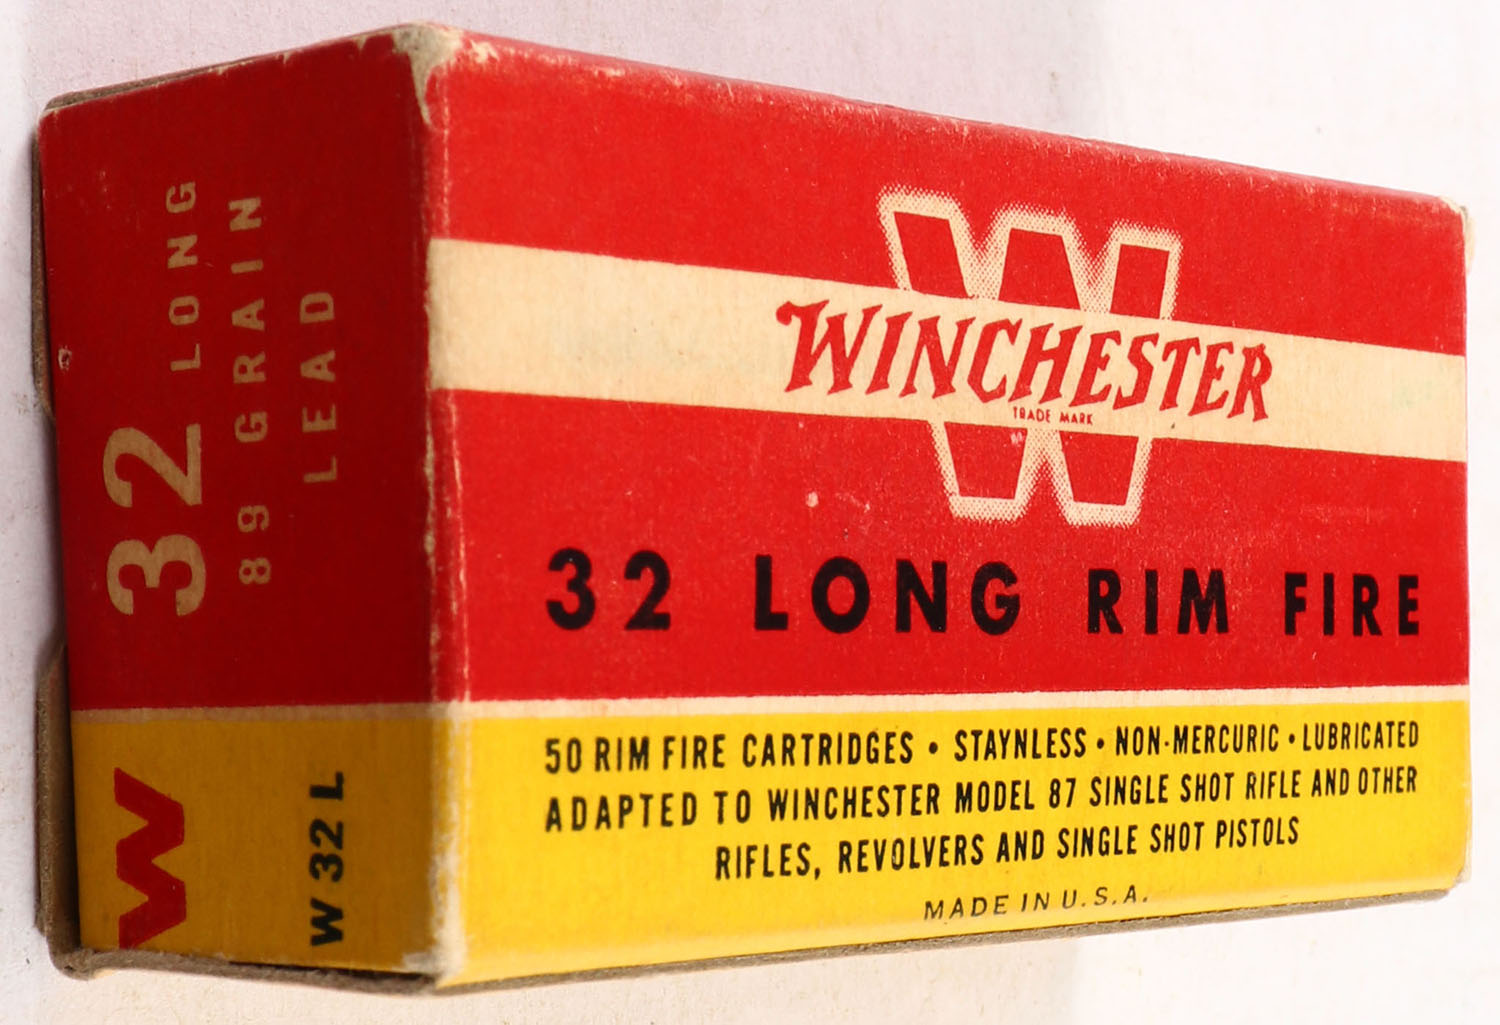 WINCHESTER
TRADE MARK
32 LONG RIM FIRE
50 RIM FIRE CARTRIDGES • STAYNLESS • NON-MERCURIC • LUBRICATED
ADAPTED TO WINCHESTER MODEL 87 SINGLE SHOT RIFLE AND OTHER
RIFLES, REVOLVERS AND SINGLE SHOT PISTOLS
MADE IN U.S.A.
32 LONG
89 GRAIN
LEAD
W
W 32 L